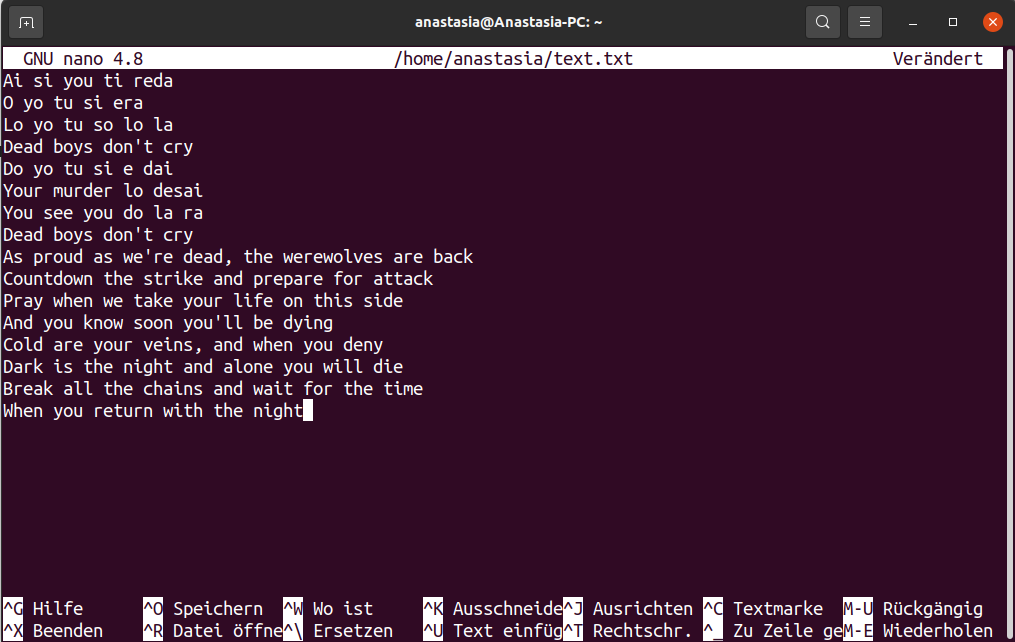 anastasia@Anastasia-PC: ~
GNU nano 4.8 /home/anastasia/text.txt Verändert
Ai si you ti reda
O yo tu si era
Lo yo tu so lo la
Dead boys don't cry
Do yo tu si e dai
Your murder lo desai
You see you do la ra
Dead boys don't cry
As proud as we're dead, the werewolves are back
Countdown the strike and prepare for attack
Pray when we take your life on this side
And you know soon you'll be dying
Cold are your veins, and when you deny
Dark is the night and alone you will die
Break all the chains and wait for the time
When you return with the night
^G Hilfe ^O Speichern ^W Wo ist ^K Ausschneide^J Ausrichten ^C Textmarke M-U Rückgängig
^X Beenden ^R Datei öffne^\ Ersetzen ^U Text einfüg^T Rechtschr. ^_ Zu Zeile geM-E Wiederholen